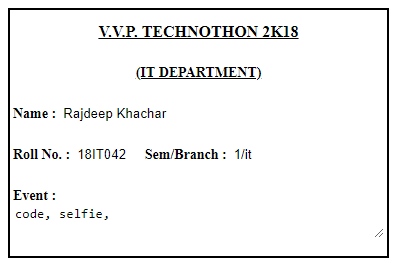 V.V.P. TECHNOTHON 2K18
(IT DEPARTMENT)
Name : Rajdeep Khachar
Roll No. : 18IT042 Sem/Branch : 1/it
Event :
code, selfie,